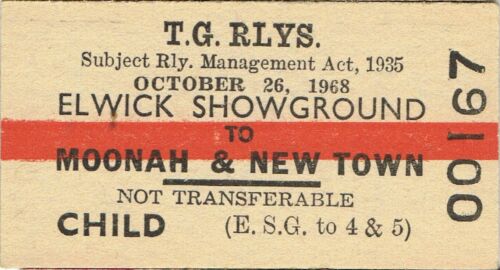 T.G. RLYS.
Subject Rly. Management Act, 1935
OCTOBER 26, 1968
ELWICK SHOWGROUND
TO
MOONAH & NEW TOWN
NOT TRANSFERABLE
CHILD (E. S. G. to 4 & 5)
00167